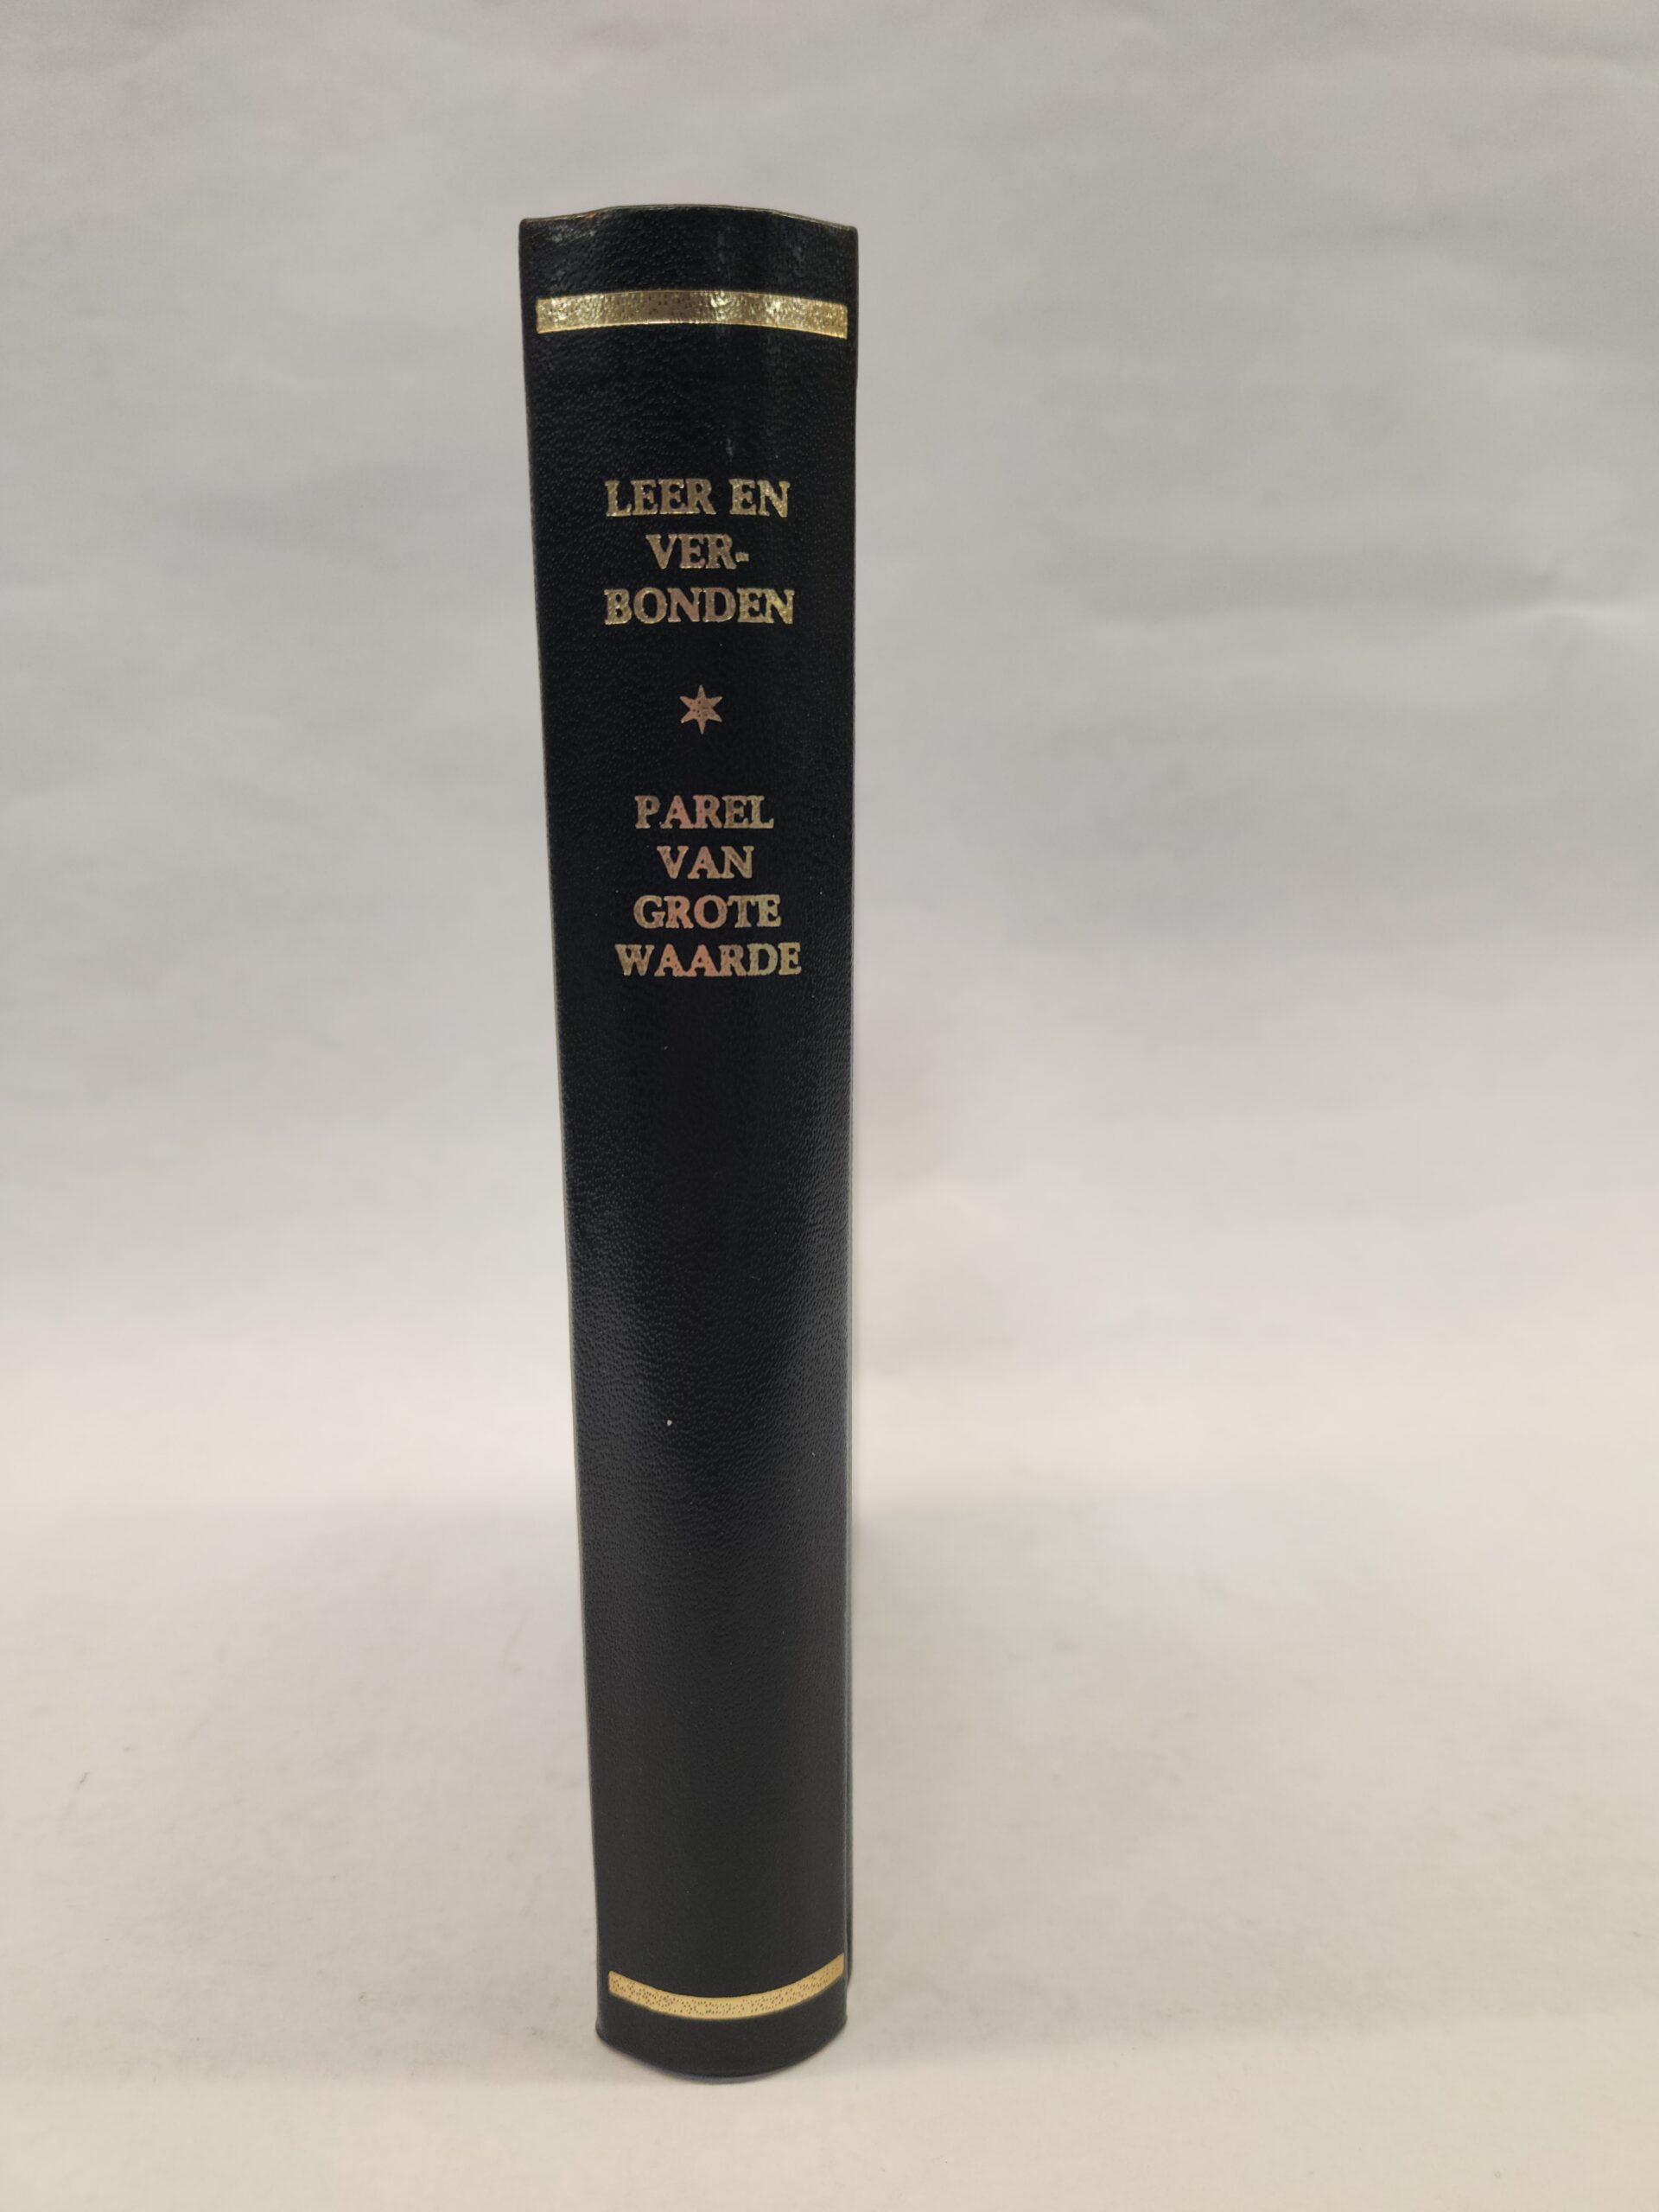 LEER EN
VER-
BONDEN
PAREL
VAN
GROTE
WAARDE